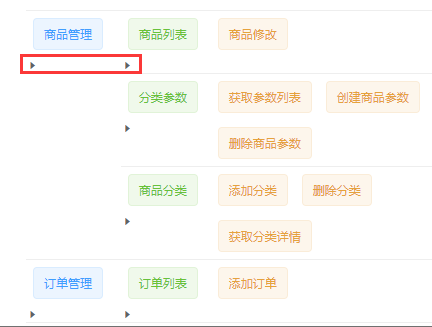 商品管理 商品列表 商品修改
分类参数 获取参数列表 创建商品参数
删除商品参数
商品分类 添加分类 删除分类
获取分类详情
订单管理 订单列表 添加订单